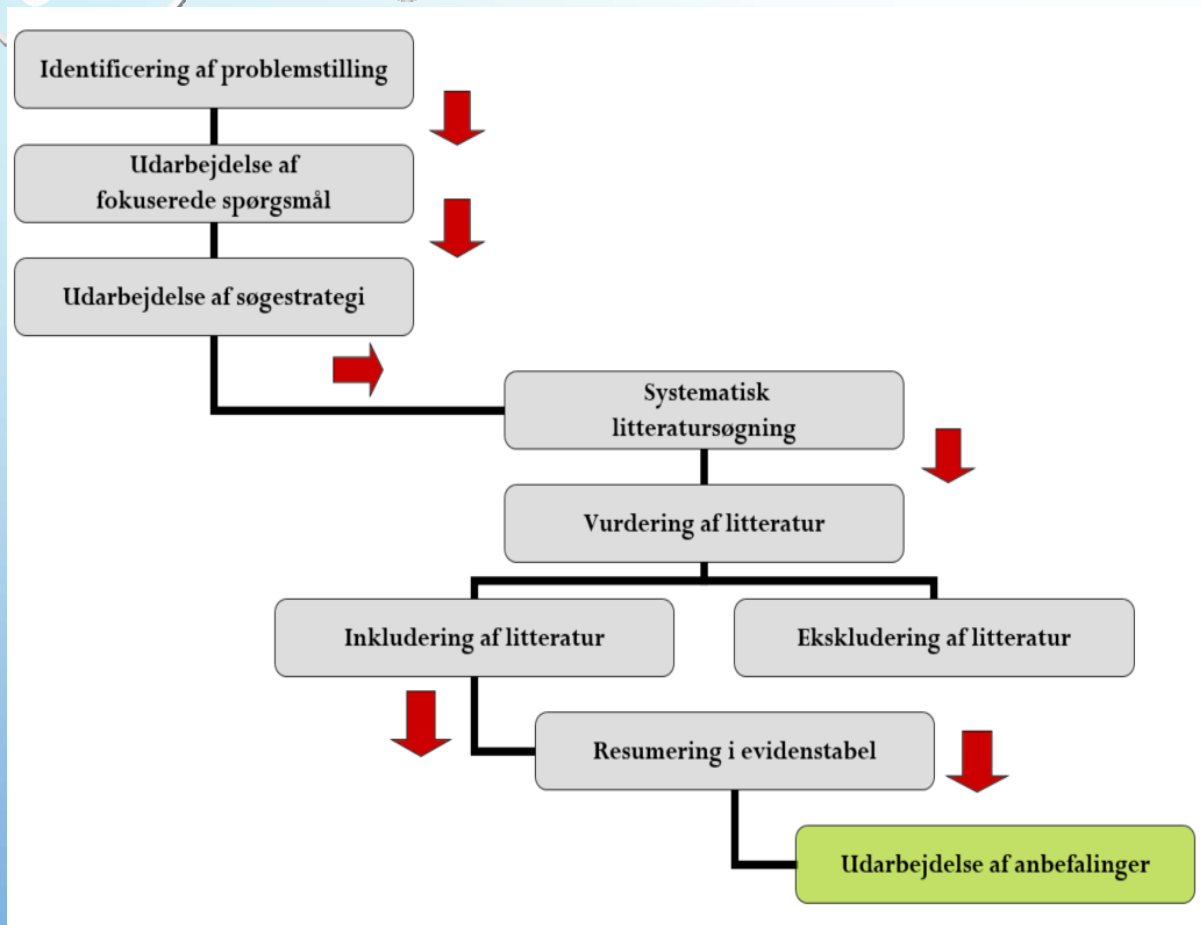 Identificering af problemstilling
Udarbejdelse af
fokuserede spørgsmål
Udarbejdelse af søgestrategi
Systematisk
litteratursøgning
Vurdering af litteratur
Inkludering af litteratur
Ekskludering af litteratur
Resumering i evidenstabel
Udarbejdelse af anbefalinger